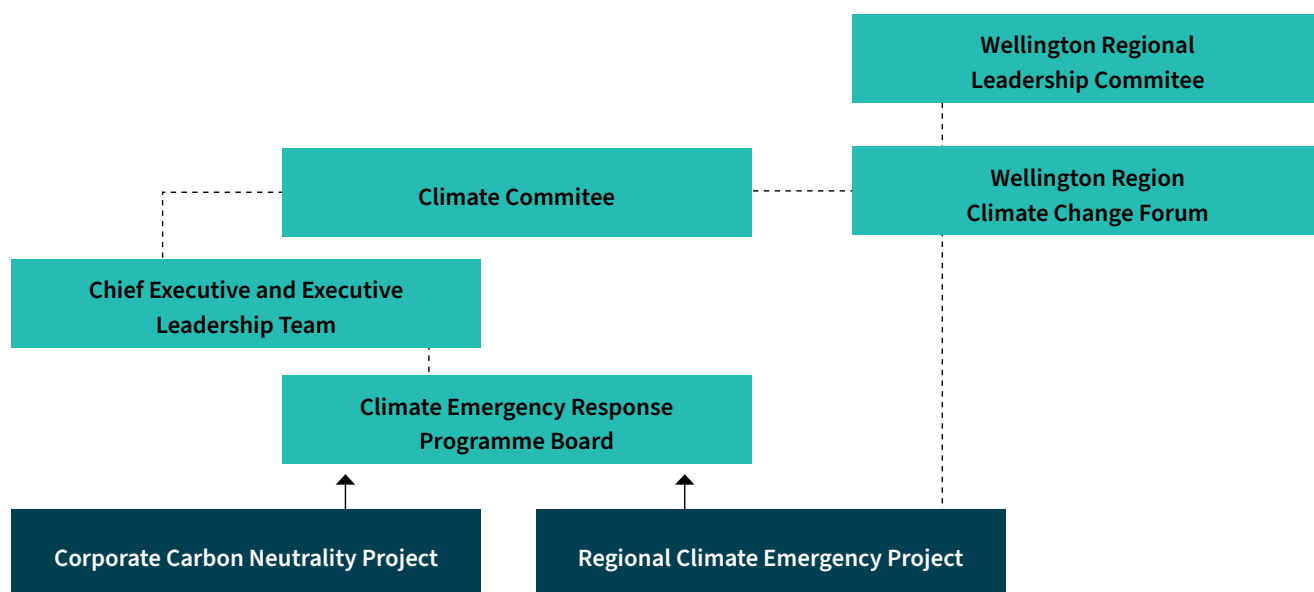 Wellington Regional
Leadership Commitee
Climate Commitee
Wellington Region
Climate Change Forum
Chief Executive and Executive
Leadership Team
Climate Emergency Response
Programme Board
Corporate Carbon Neutrality Project
Regional Climate Emergency Project